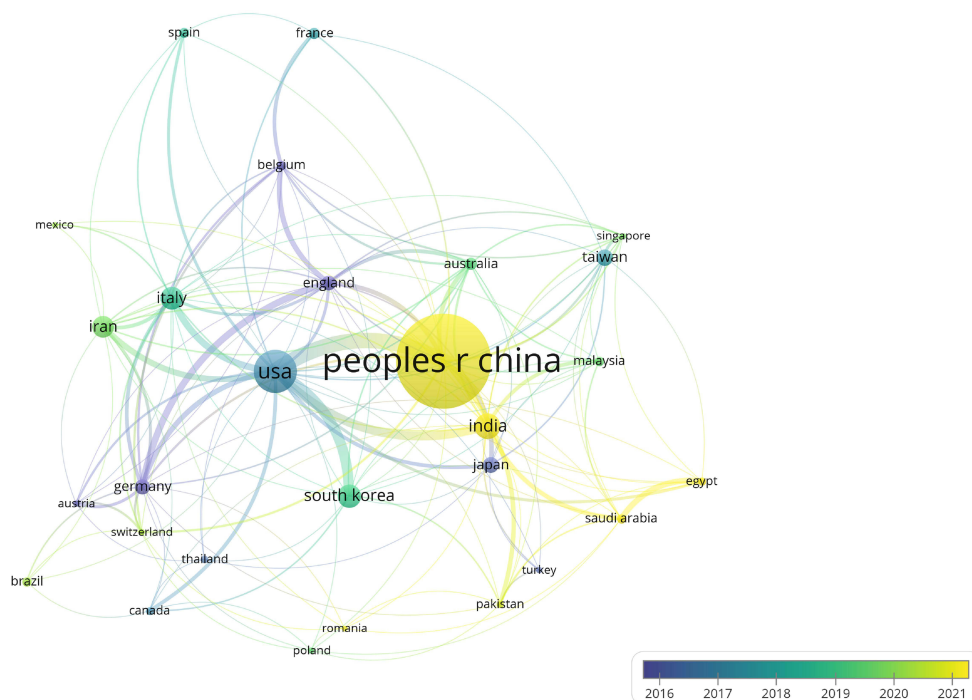 spain
france
belgium
mexico
singapore
taiwan
australia
england
italy
iran
peoples r china
malaysia
usa
india
japan
egypt
germany
south korea
austria
saudi arabia
switzerland
thailand
turkey
brazil
pakistan
canada
romania
poland
2016 2017 2018 2019 2020 2021